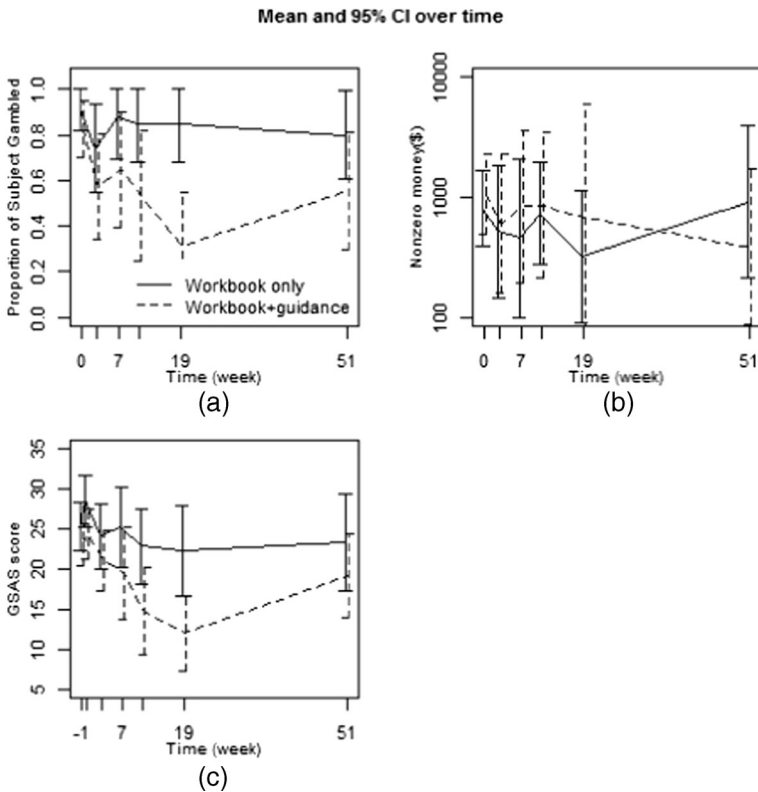 Mean and 95% CI over time
Proportion of Subject Gambled
1.0
0.8
0.6
0.4
0.2
0.0
Workbook only
Workbook+guidance
0 7 19 51
Time (week)
(a)
Nonzero money($)
10000
1000
100
0 7 19 51
Time (week)
(b)
GSAS score
35
30
25
20
15
10
5
-1 7 19 51
Time (week)
(c)